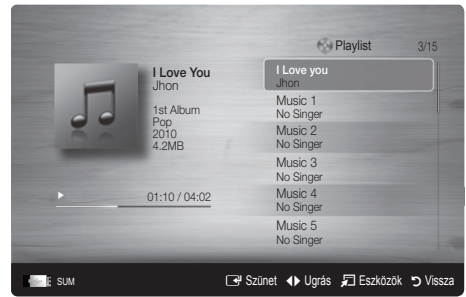 Playlist 3/15
I Love You
Jhon
1st Album
Pop
2010
4.2MB
01:10 / 04:02
I Love you
Jhon
Music 1
No Singer
Music 2
No Singer
Music 3
No Singer
Music 4
No Singer
Music 5
No Singer
SUM
Szünet
Ugrás
Eszközök
Vissza